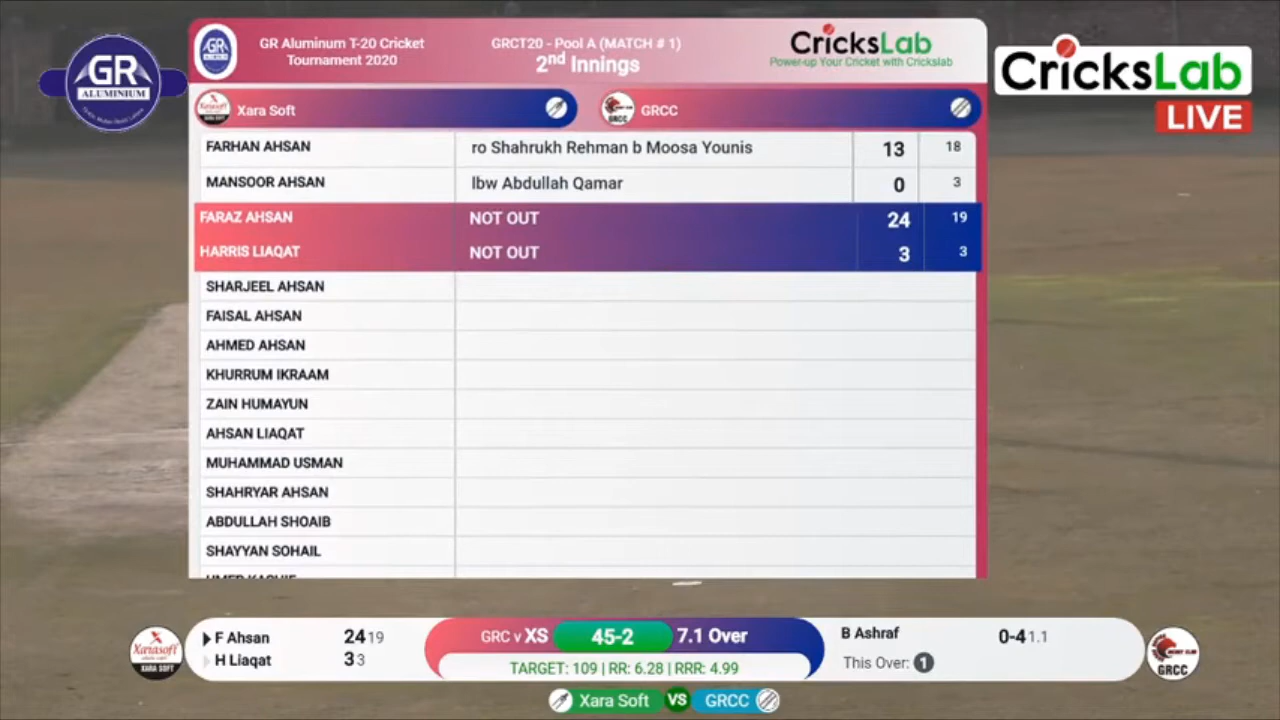 GR
ALUMINIUM
GR Aluminum T-20 Cricket
Tournament 2020
GRCT20 - Pool A (MATCH # 1)
2nd Innings
CricksLab
Power-up Your Cricket with Crickslab
CricksLab
LIVE
Xara Soft
GRCC
GRCC
FARHAN AHSAN ro Shahrukh Rehman b Moosa Younis 13 18
MANSOOR AHSAN lbw Abdullah Qamar 0 3
FARAZ AHSAN NOT OUT 24 19
HARRIS LIAQAT NOT OUT 3 3
SHARJEEL AHSAN
FAISAL AHSAN
AHMED AHSAN
KHURRUM IKRAAM
ZAIN HUMAYUN
AHSAN LIAQAT
MUHAMMAD USMAN
SHAHRYAR AHSAN
ABDULLAH SHOAIB
SHAYYAN SOHAIL
Xarasoft
XARA SOFT
F Ahsan 24 19
H Liaqat 3 3
GRC v XS 45-2 7.1 Over
TARGET: 109 | RR: 6.28 | RRR: 4.99
B Ashraf 0-4 1.1
This Over: 1
GRCC
Xara Soft VS GRCC